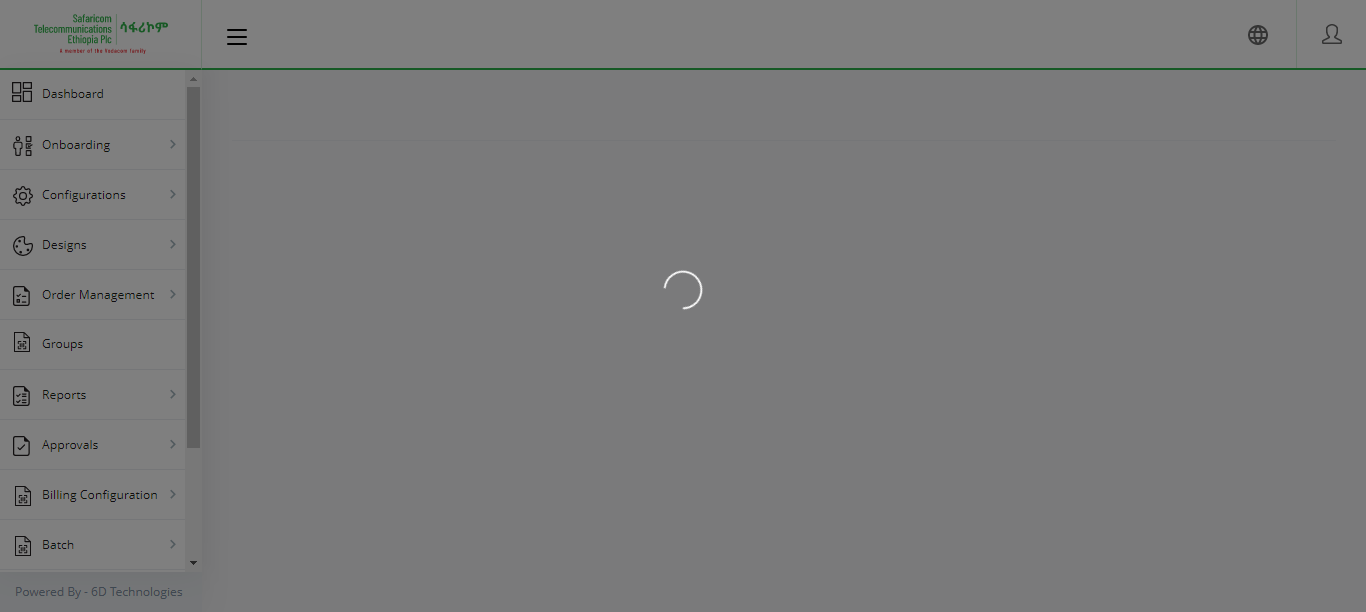 Safaricom
Telecommunications
Ethiopia Plc
ሳፋሪኮም
A member of the Vodacom family
Dashboard
Onboarding
Configurations
Designs
Order Management
Groups
Reports
Approvals
Billing Configuration
Batch
Powered By - 6D Technologies